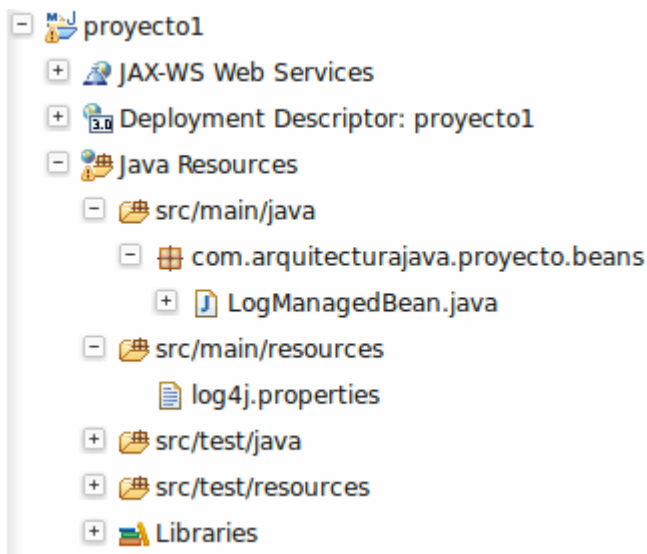 proyecto1
JAX-WS Web Services
Deployment Descriptor: proyecto1
Java Resources
src/main/java
com.arquitecturajava.proyecto.beans
LogManagedBean.java
src/main/resources
log4j.properties
src/test/java
src/test/resources
Libraries